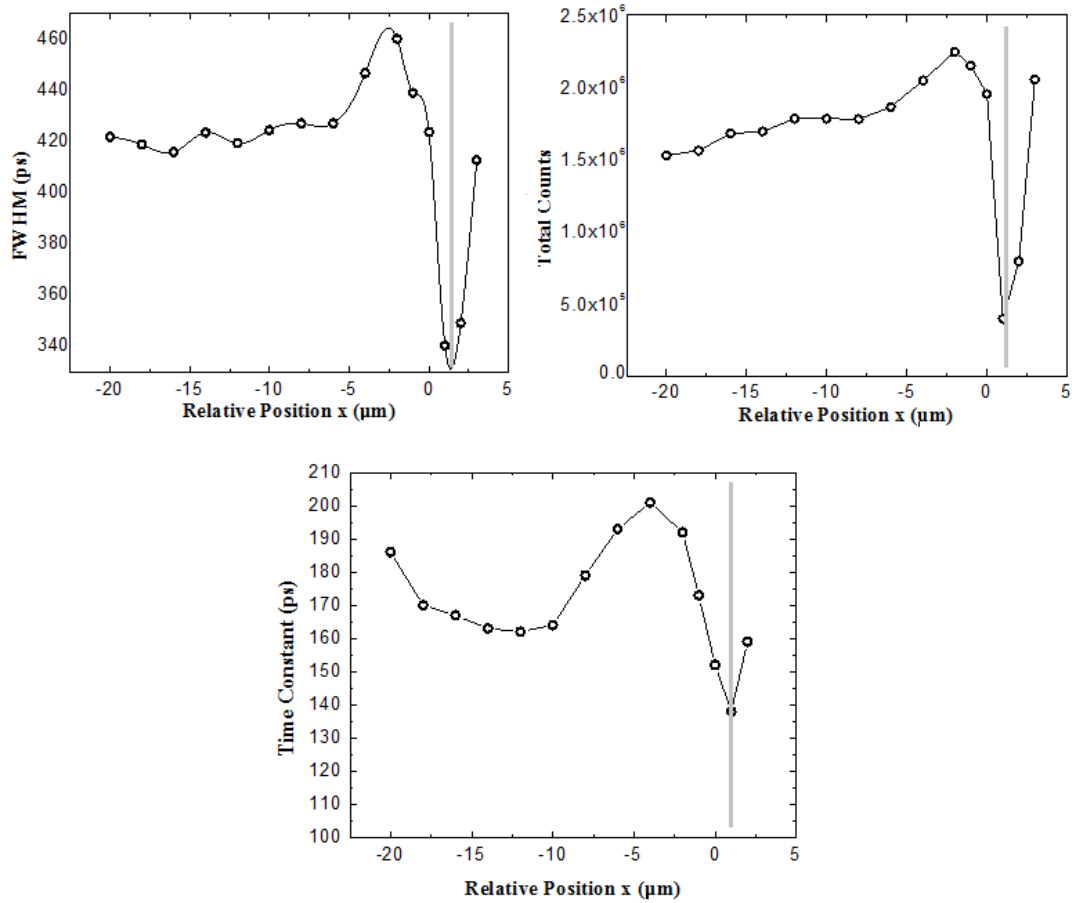 460
440
420
400
380
360
340
FWHM (ps)
-20 -15 -10 -5 0 5
Relative Position x (µm)
2.5x10⁶
2.0x10⁶
1.5x10⁶
1.0x10⁶
5.0x10⁵
0.0
Total Counts
-20 -15 -10 -5 0 5
Relative Position x (µm)
210
200
190
180
170
160
150
140
130
120
110
100
Time Constant (ps)
-20 -15 -10 -5 0 5
Relative Position x (µm)